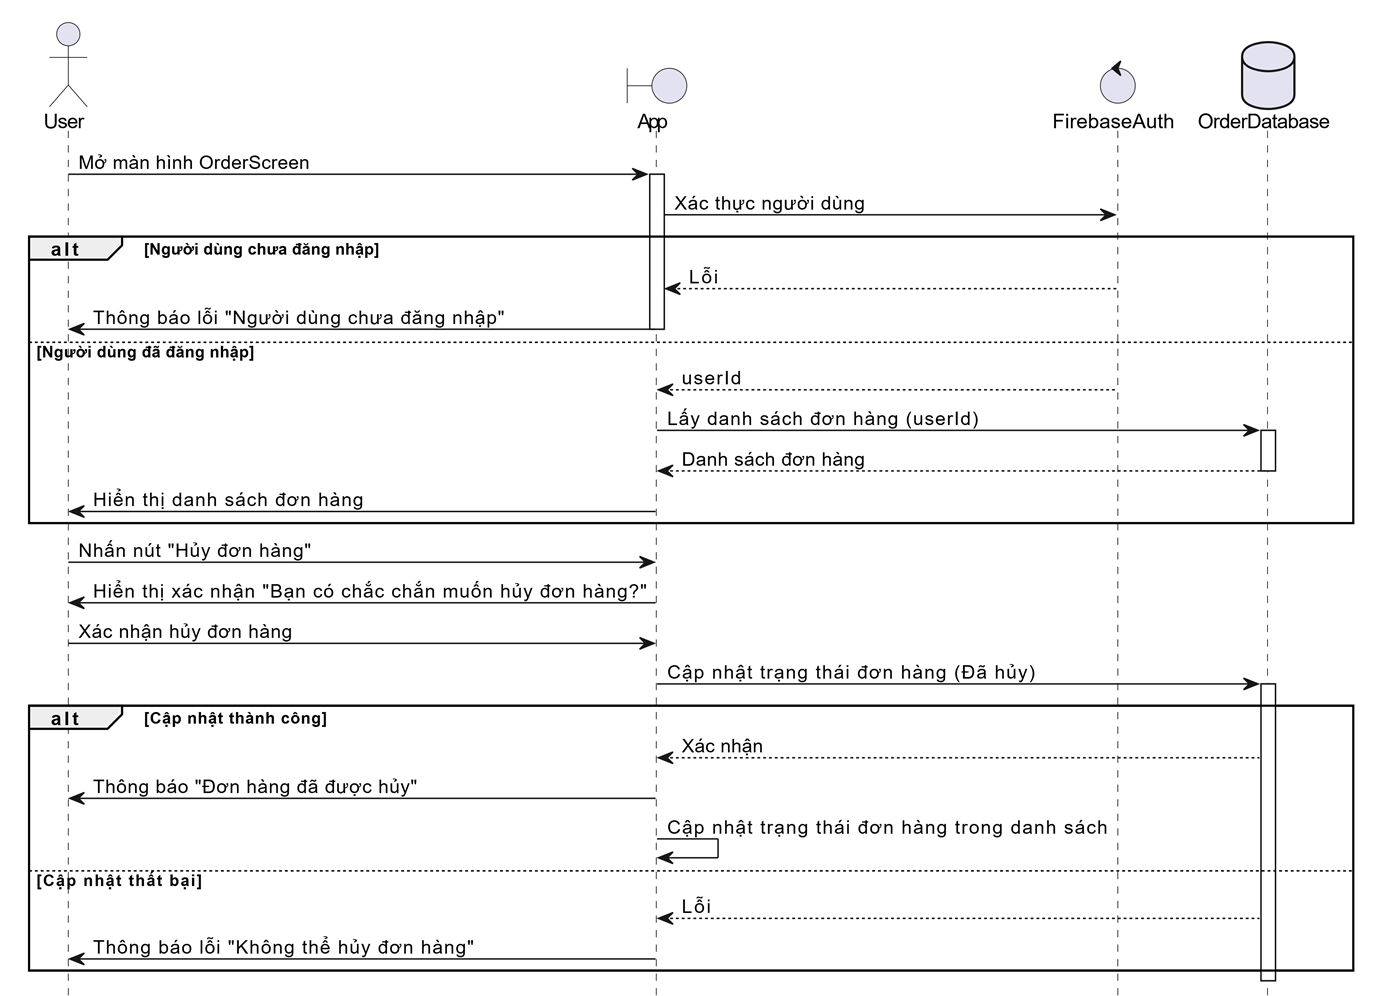 User
App
FirebaseAuth
OrderDatabase
Mở màn hình OrderScreen
Xác thực người dùng
alt
[Người dùng chưa đăng nhập]
Lỗi
Thông báo lỗi "Người dùng chưa đăng nhập"
[Người dùng đã đăng nhập]
userId
Lấy danh sách đơn hàng (userId)
Danh sách đơn hàng
Hiển thị danh sách đơn hàng
Nhấn nút "Hủy đơn hàng"
Hiển thị xác nhận "Bạn có chắc chắn muốn hủy đơn hàng?"
Xác nhận hủy đơn hàng
Cập nhật trạng thái đơn hàng (Đã hủy)
alt
[Cập nhật thành công]
Xác nhận
Thông báo "Đơn hàng đã được hủy"
Cập nhật trạng thái đơn hàng trong danh sách
[Cập nhật thất bại]
Lỗi
Thông báo lỗi "Không thể hủy đơn hàng"